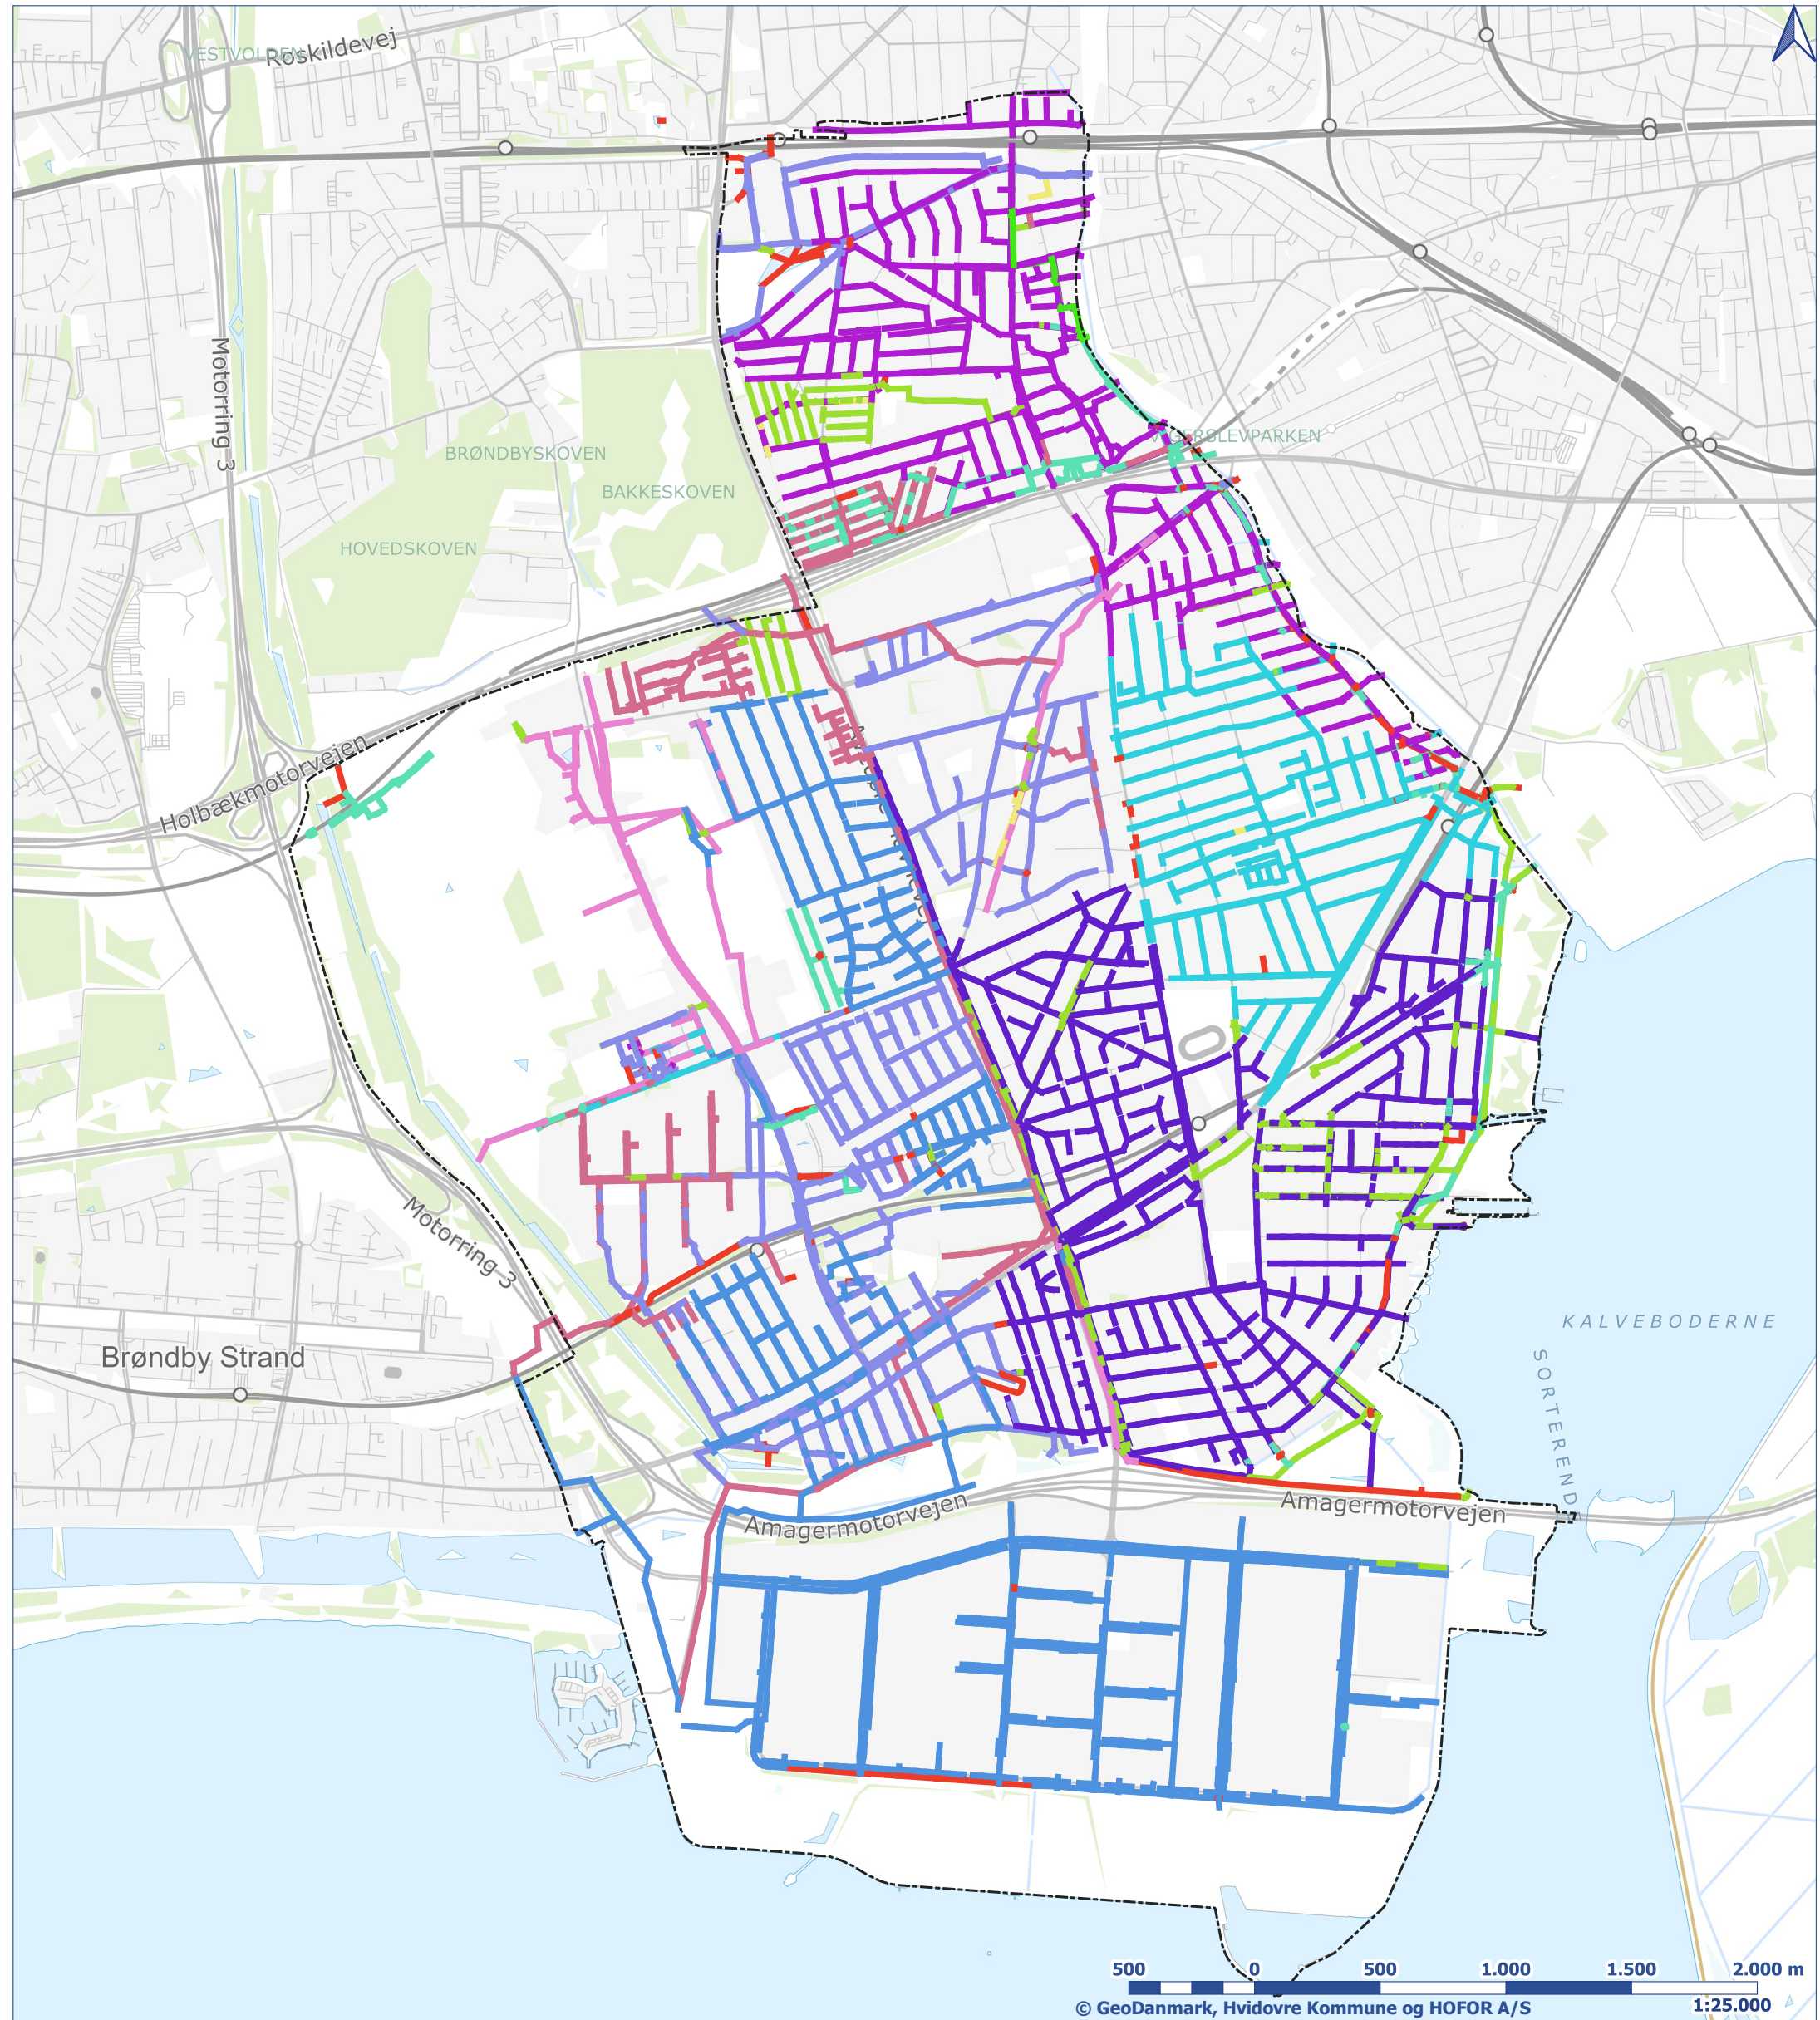 VESTVOLDEN
Roskildevej
Motorring 3
VIGERSLEVPARKEN
BRØNDBYSKOVEN
BAKKESKOVEN
HOVEDSKOVEN
Holbækmotorvejen
Motorring 3
Brøndby Strand
KALVEBODERNE
Amagermotorvejen
Amagermotorvejen
500 0 500 1.000 1.500 2.000 m
© GeoDanmark, Hvidovre Kommune og HOFOR A/S
1:25.000